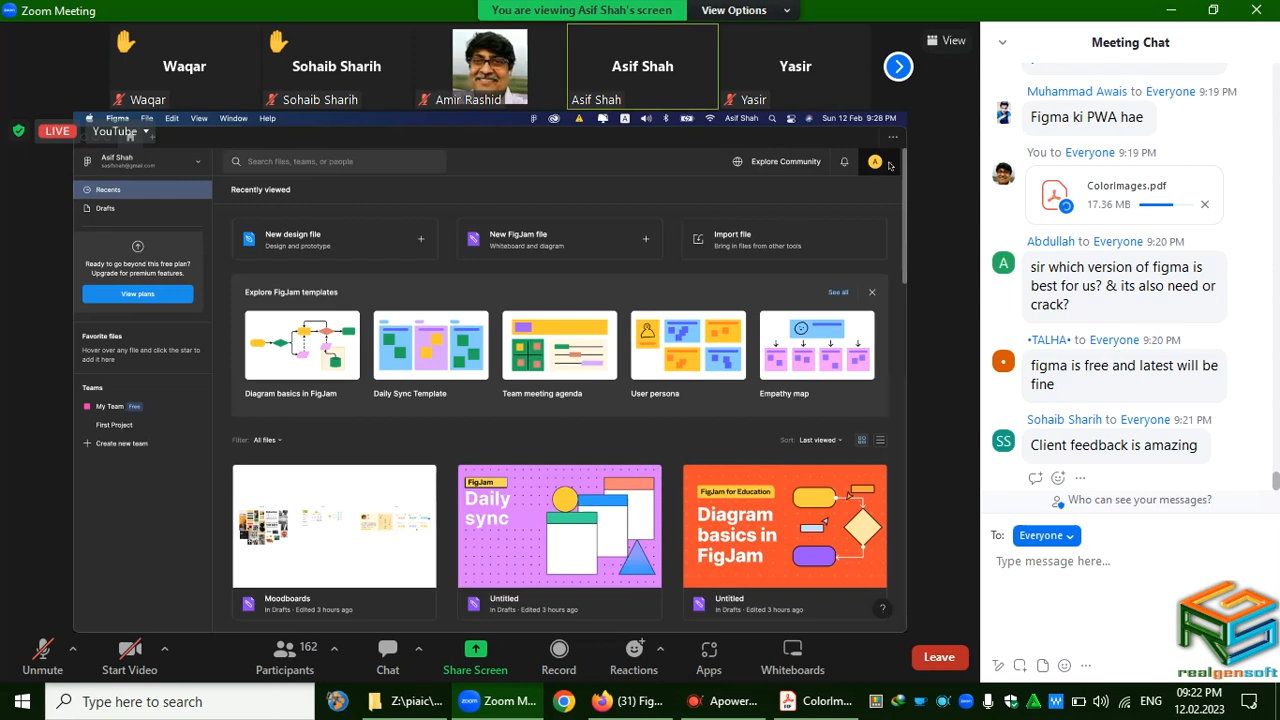 Zoom Meeting
You are viewing Asif Shah's screen
View Options
Waqar
Sohaib Sharih
Asif Shah
Yasir
View
Waqar
Sohaib Sharih
Amir Rashid
Asif Shah
Yasir
Figma File Edit View Window Help
Asif Shah
Sun 12 Feb 9:28 PM
LIVE
YouTube
Asif Shah
Search files, teams, or people
Explore Community
A
Recents
Drafts
Ready to go beyond this free plan?
Upgrade for premium features.
View plans
Favorite files
Hover over any file and click the star to
add it here
Teams
My Team Free
First Project
Create new team
Recently viewed
New design file
Design and prototype
New FigJam file
Whiteboard and diagram
Import file
Bring in files from other tools
Explore FigJam templates
See all
Diagram basics in FigJam
Daily Sync Template
Team meeting agenda
User persona
Empathy map
Filter: All files
Sort: Last viewed
FigJam
Daily
sync
FigJam for Education
Diagram
basics in
FigJam
Moodboards
In Drafts · Edited 3 hours ago
Untitled
In Drafts · Edited 3 hours ago
Untitled
In Drafts · Edited 3 hours ago
?
Meeting Chat
Muhammad Awais to Everyone 9:19 PM
Figma ki PWA hae
You to Everyone 9:19 PM
ColorImages.pdf
17.36 MB
Abdullah to Everyone 9:20 PM
A
sir which version of figma is
best for us? & its also need or
crack?
•TALHA• to Everyone 9:20 PM
figma is free and latest will be
fine
Sohaib Sharih to Everyone 9:21 PM
SS
Client feedback is amazing
Who can see your messages?
To: Everyone
Type message here...
realgensoft
Unmute
Start Video
162
Participants
Chat
Share Screen
Record
Reactions
Apps
Whiteboards
Leave
Type here to search
Z:\piaic\...
Zoom M...
(31) Fig...
Apower...
ColorIm...
ENG
09:22 PM
12.02.2023